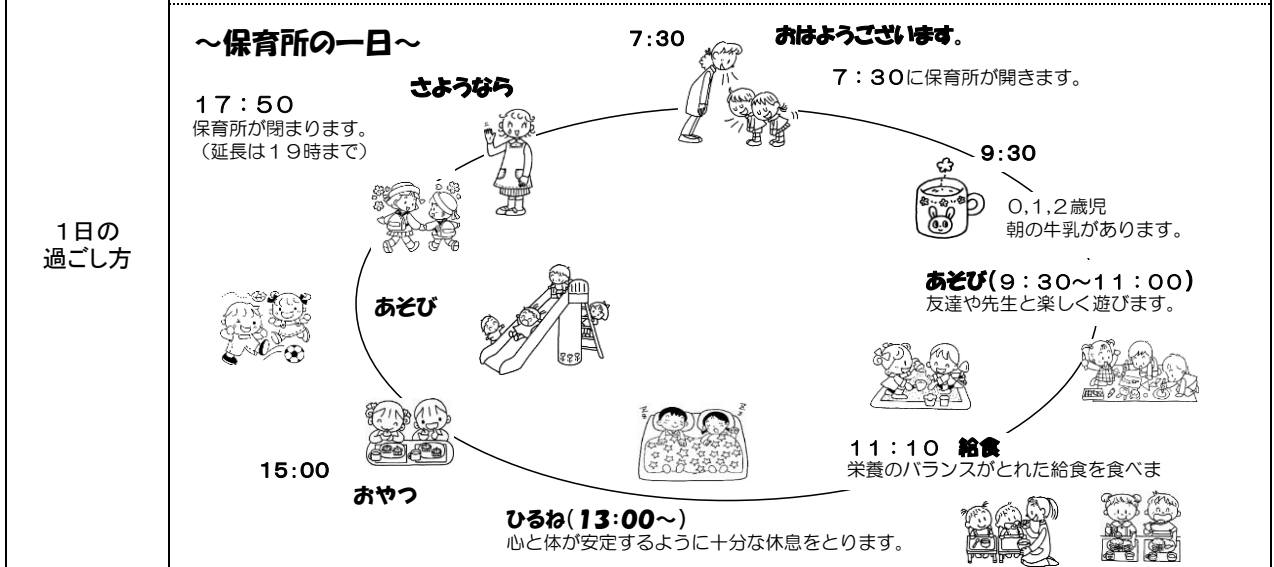 1日の
過ごし方
～保育所の一日～
7:30
おはようございます。
7:30に保育所が開きます。
さようなら
17:50
保育所が閉まります。
（延長は19時まで）
9:30
0,1,2歳児
朝の牛乳があります。
あそび(9:30～11:00)
友達や先生と楽しく遊びます。
あそび
11:10 給食
栄養のバランスがとれた給食を食べま
15:00
おやつ
ひるね(13:00～)
心と体が安定するように十分な休息をとります。